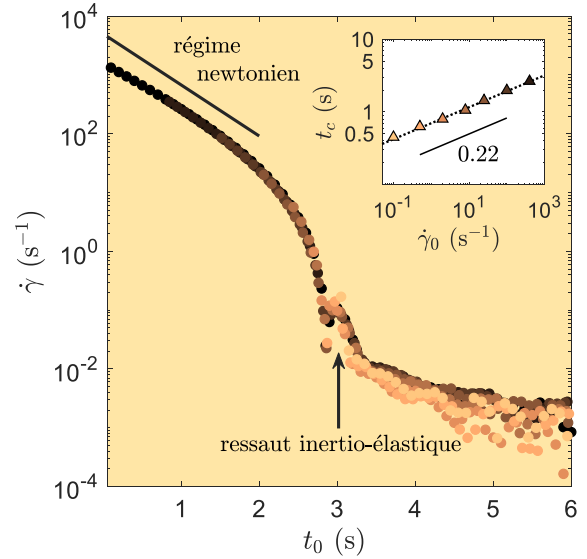 10^4
10^2
10^0
10^-2
10^-4
γ̇ (s^−1)
régime
newtonien
ressaut inertio-élastique
1
2
3
4
5
6
t_0 (s)
10
5
1
0.5
t_c (s)
0.22
10^-1
10^1
10^3
γ̇_0 (s^−1)